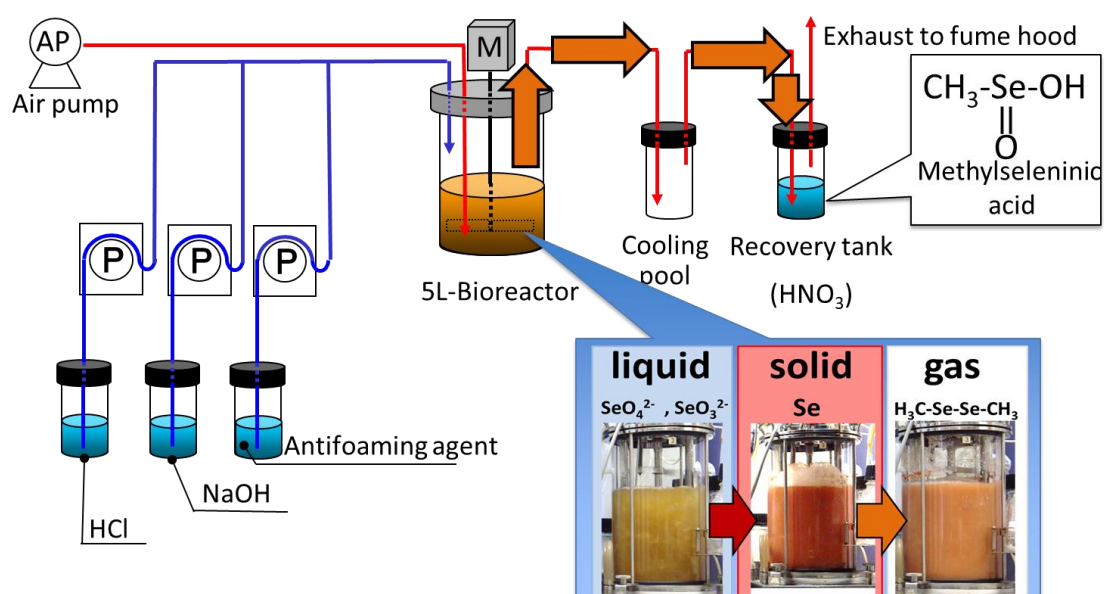 AP
Air pump
M
Exhaust to fume hood
CH₃-Se-OH
O
Methylseleninic
acid
P
P
P
5L-Bioreactor
Cooling
pool
Recovery tank
(HNO₃)
Antifoaming agent
NaOH
HCl
liquid
SeO₄²⁻ , SeO₃²⁻
solid
Se
gas
H₃C-Se-Se-CH₃